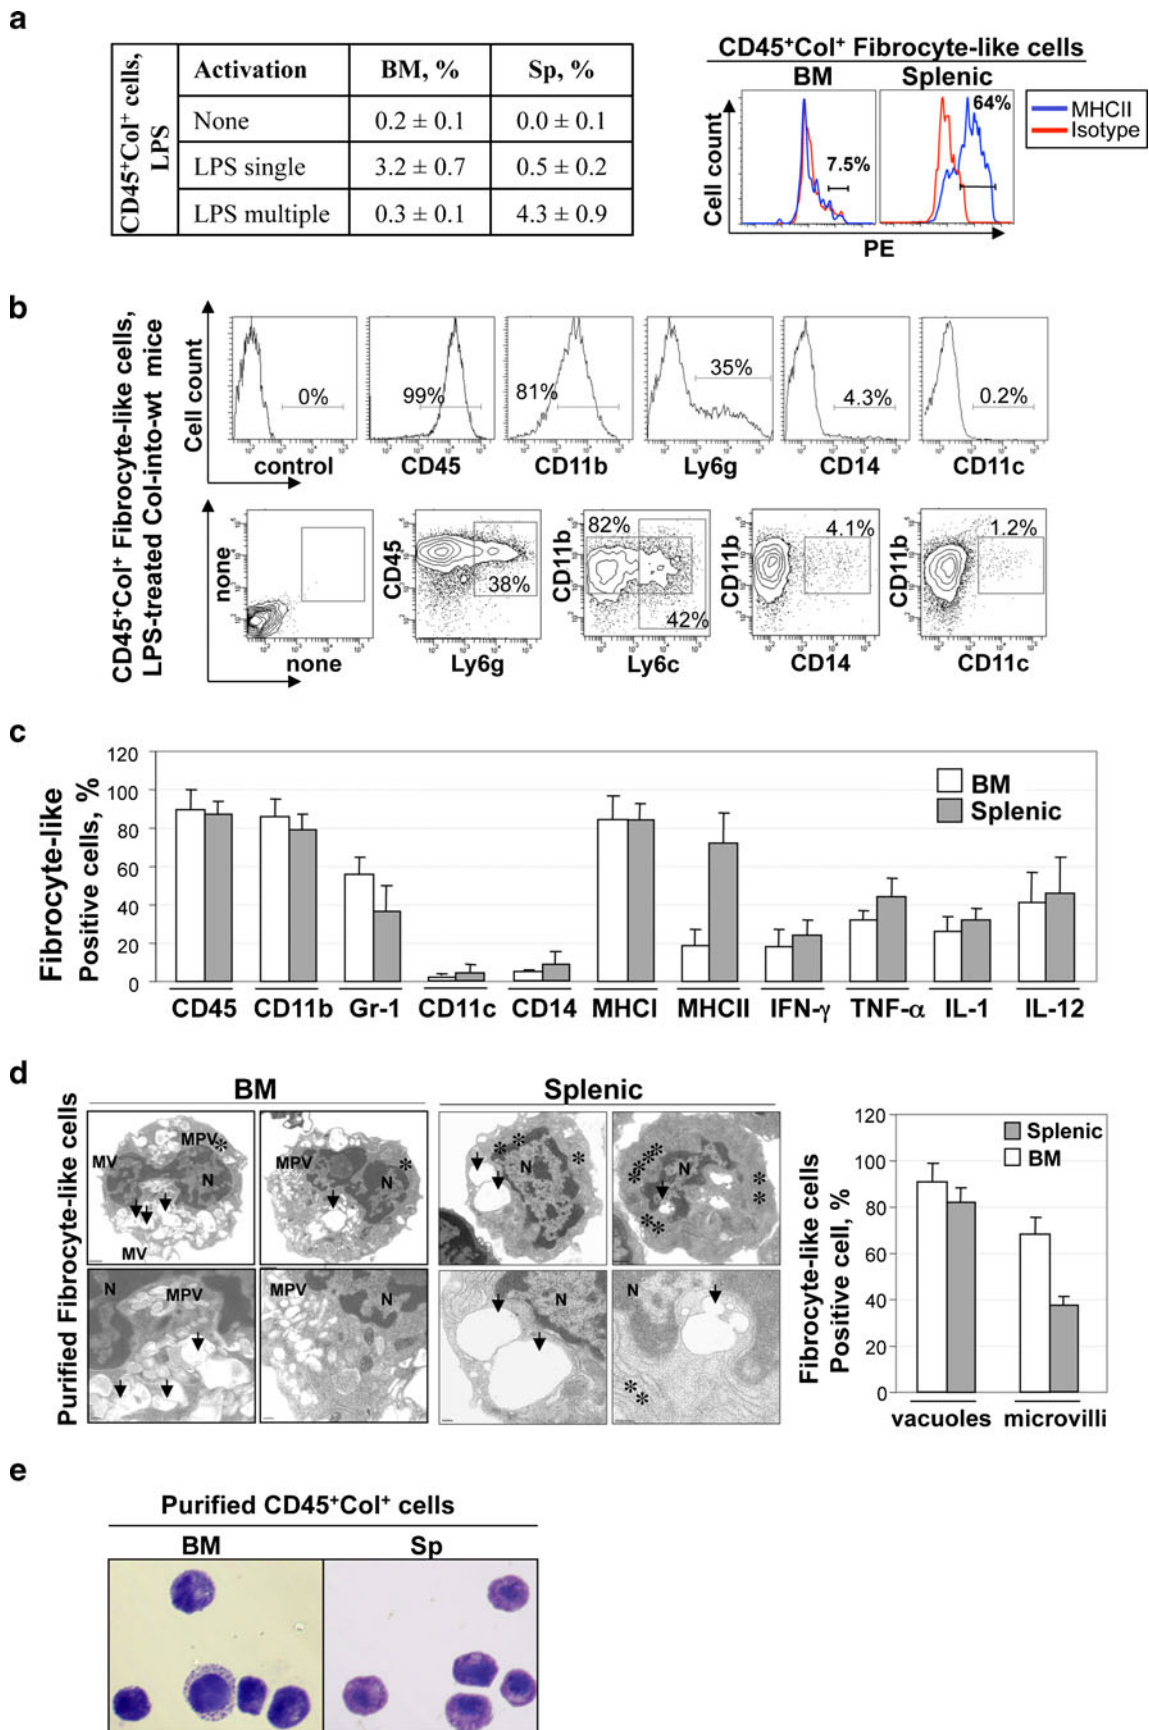 a
CD45+Col+ cells, LPS
Activation BM, % Sp, %
None 0.2 ± 0.1 0.0 ± 0.1
LPS single 3.2 ± 0.7 0.5 ± 0.2
LPS multiple 0.3 ± 0.1 4.3 ± 0.9
CD45+Col+ Fibrocyte-like cells
BM Splenic
Cell count
7.5%
64%
PE
MHCII
Isotype
b
CD45+Col+ Fibrocyte-like cells,
LPS-treated Col-into-wt mice
Cell count
0% 99% 81% 35% 4.3% 0.2%
control CD45 CD11b Ly6g CD14 CD11c
none CD45 CD11b CD11b CD11b
38% 82% 42% 4.1% 1.2%
none Ly6g Ly6c CD14 CD11c
c
Fibrocyte-like
Positive cells, %
120
100
80
60
40
20
0
BM
Splenic
CD45 CD11b Gr-1 CD11c CD14 MHCI MHCII IFN-γ TNF-α IL-1 IL-12
d
Purified Fibrocyte-like cells
BM Splenic
MPV * MV N MV
MPV * N
* * * N
N * * * * * * * *
N MPV
MPV
N
N * *
Fibrocyte-like cells
Positive cell, %
120
100
80
60
40
20
0
Splenic
BM
vacuoles microvilli
e
Purified CD45+Col+ cells
BM Sp